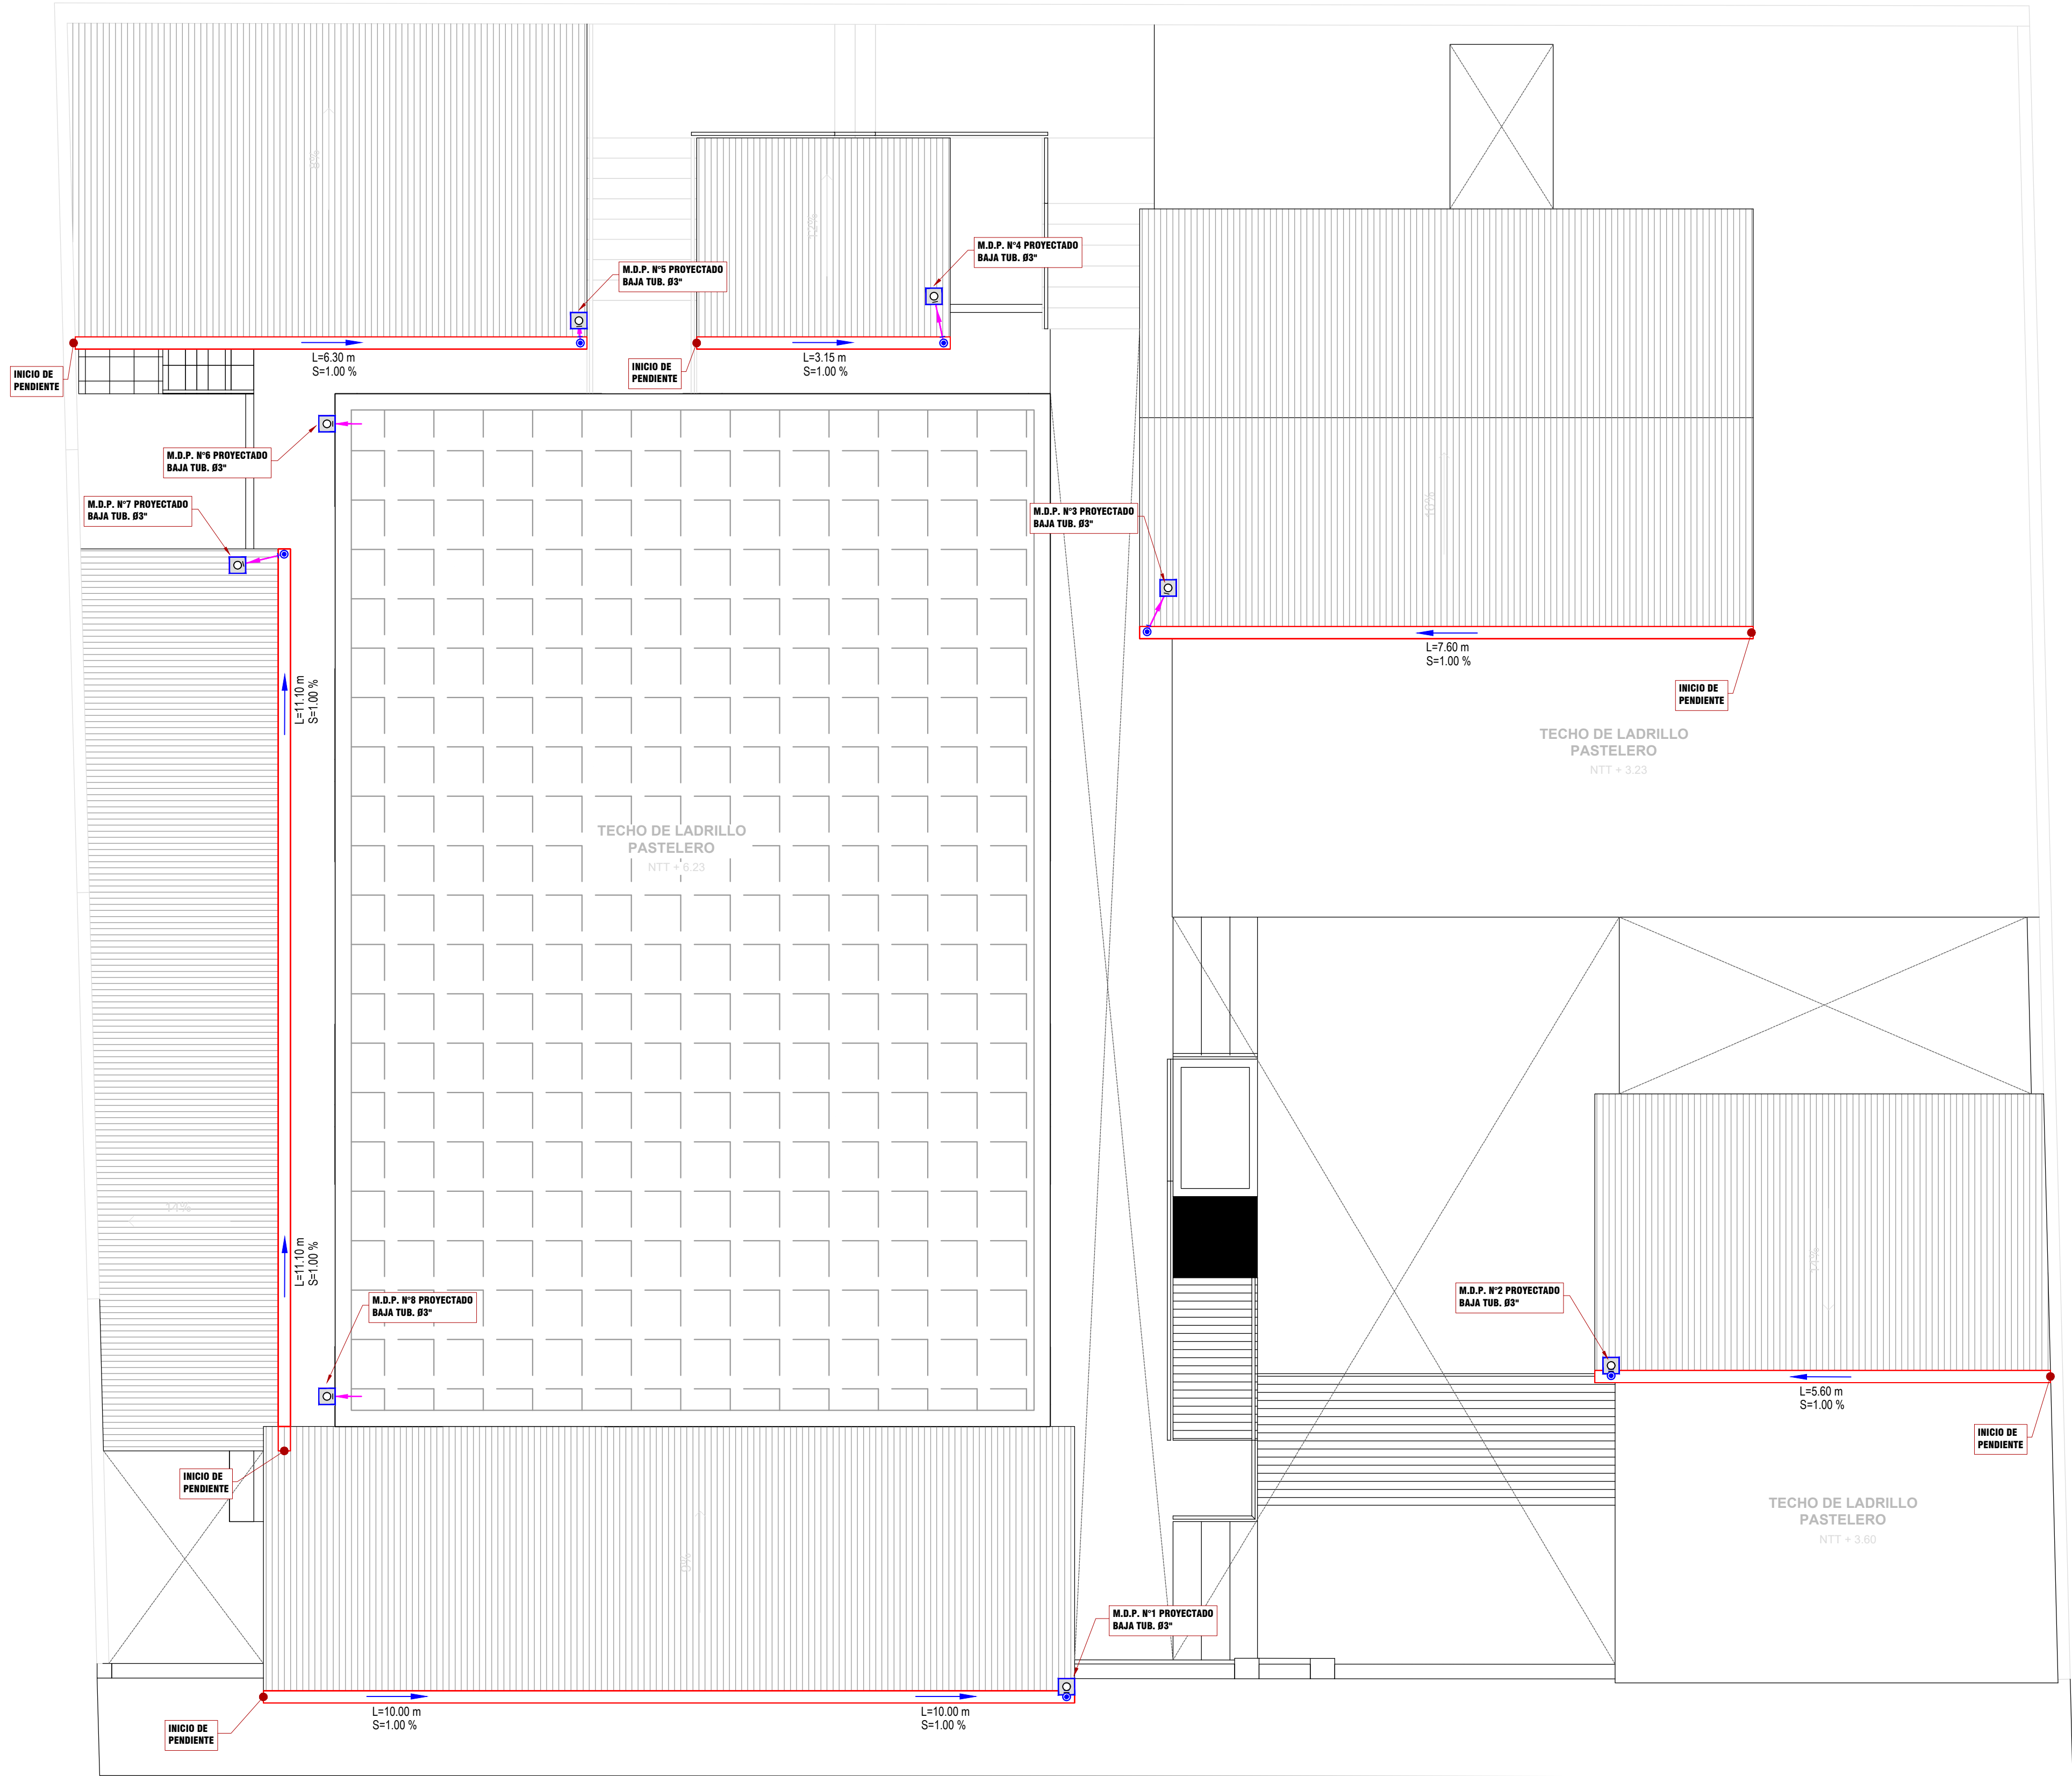 8%
12%
M.D.P. N°4 PROYECTADO
BAJA TUB. Ø3"
M.D.P. N°5 PROYECTADO
BAJA TUB. Ø3"
L=6.30 m
S=1.00 %
L=3.15 m
S=1.00 %
INICIO DE
PENDIENTE
INICIO DE
PENDIENTE
M.D.P. N°6 PROYECTADO
BAJA TUB. Ø3"
M.D.P. N°7 PROYECTADO
BAJA TUB. Ø3"
M.D.P. N°3 PROYECTADO
BAJA TUB. Ø3"
10%
L=7.60 m
S=1.00 %
INICIO DE
PENDIENTE
L=11.10 m
S=1.00 %
TECHO DE LADRILLO
PASTELERO
NTT + 3.23
TECHO DE LADRILLO
PASTELERO
NTT + 6.23
14%
L=11.10 m
S=1.00 %
M.D.P. N°8 PROYECTADO
BAJA TUB. Ø3"
M.D.P. N°2 PROYECTADO
BAJA TUB. Ø3"
L=5.60 m
S=1.00 %
INICIO DE
PENDIENTE
INICIO DE
PENDIENTE
TECHO DE LADRILLO
PASTELERO
NTT + 3.60
M.D.P. N°1 PROYECTADO
BAJA TUB. Ø3"
L=10.00 m
S=1.00 %
L=10.00 m
S=1.00 %
INICIO DE
PENDIENTE